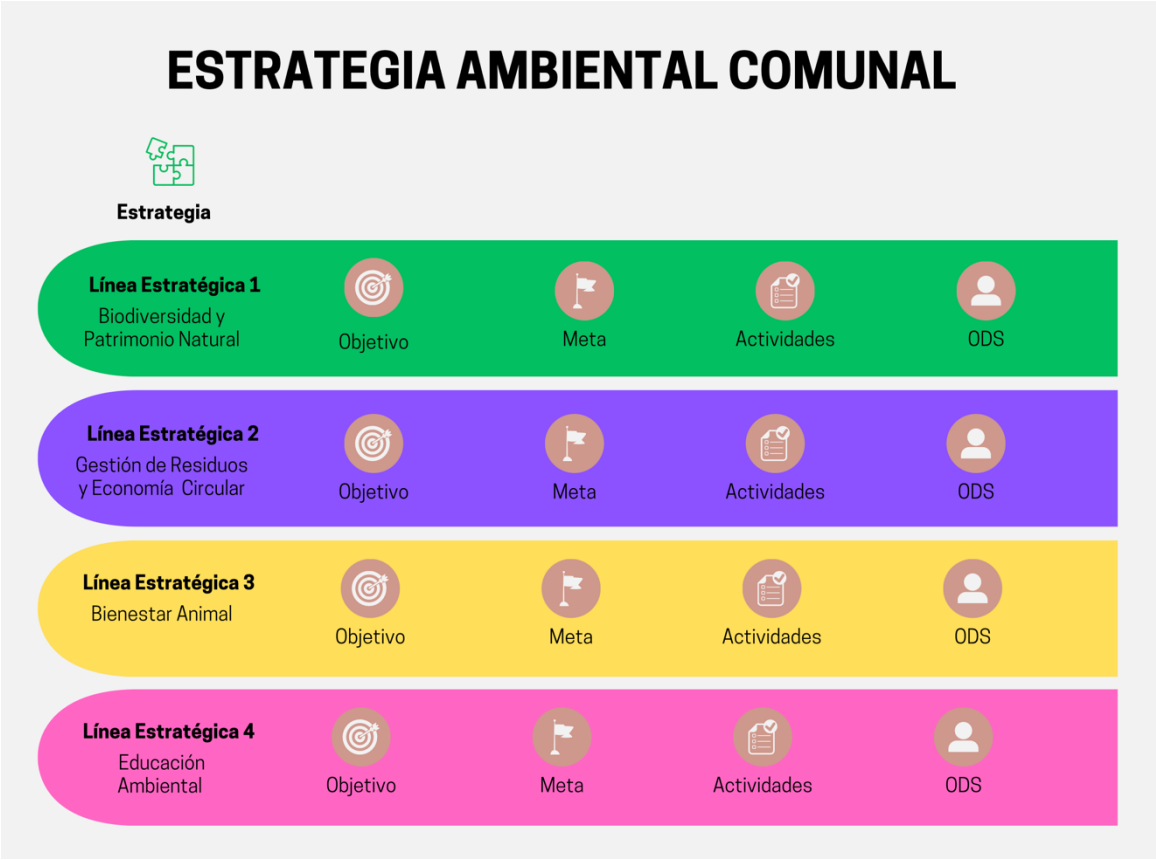 ESTRATEGIA AMBIENTAL COMUNAL
Estrategia
Línea Estratégica 1
Biodiversidad y
Patrimonio Natural
Objetivo
Meta
Actividades
ODS
Línea Estratégica 2
Gestión de Residuos
y Economía Circular
Objetivo
Meta
Actividades
ODS
Línea Estratégica 3
Bienestar Animal
Objetivo
Meta
Actividades
ODS
Línea Estratégica 4
Educación
Ambiental
Objetivo
Meta
Actividades
ODS